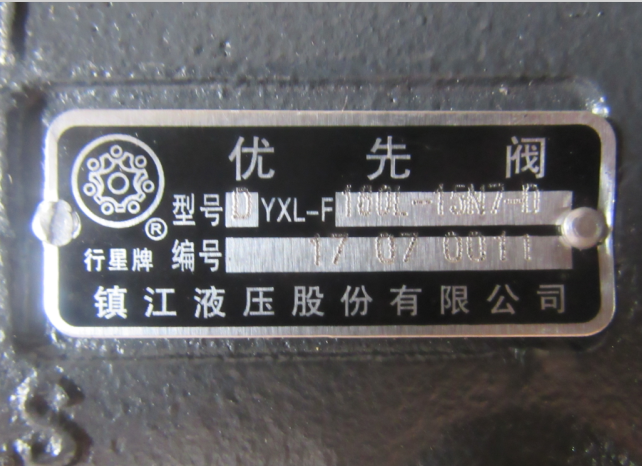 优先阀
型号 D YXL-F 160L-15N7-D
®
行星牌 编号 17 07 0011
镇江液压股份有限公司
S